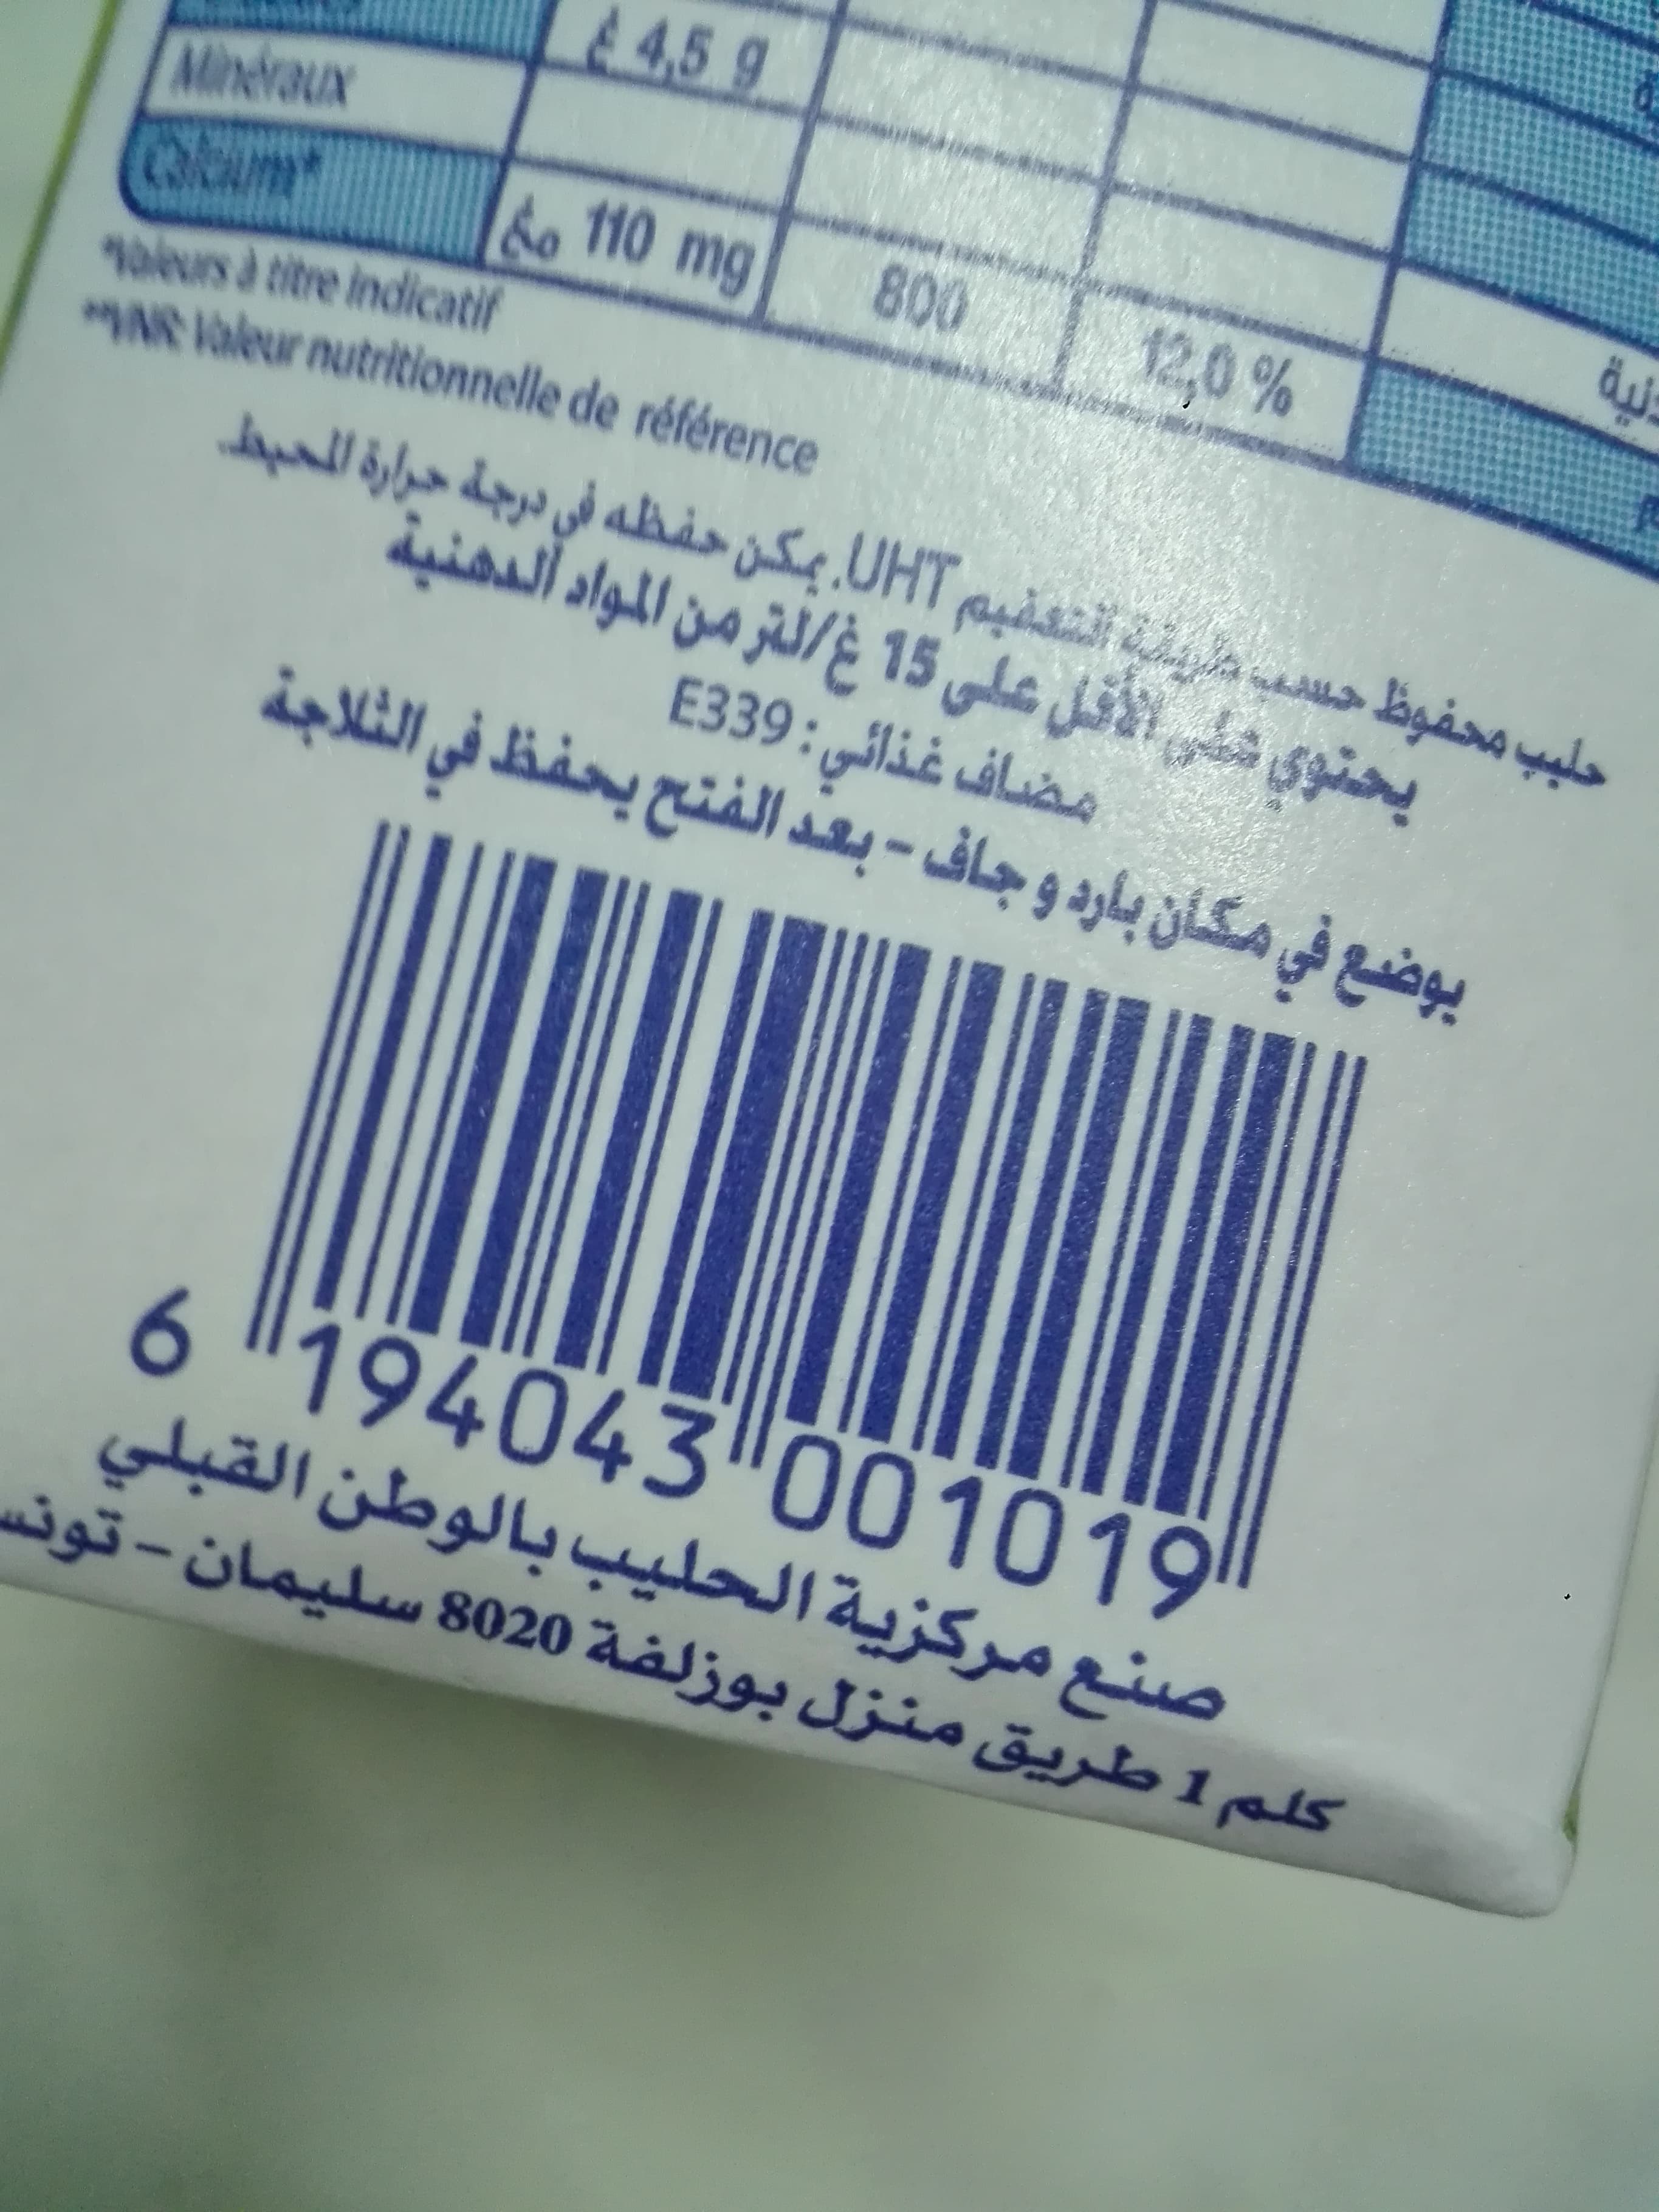 غ 4,5 g
Minéraux
Calcium*
مغ 110 mg
800
12,0 %
دنية
*Valeurs à titre indicatif
**VNR: Valeur nutritionnelle de référence
حليب محفوظ حسب طريقة التعقيم UHT. يمكن حفظه في درجة حرارة المحيط.
يحتوي على الأقل على 15 غ/لتر من المواد الدهنية
مضاف غذائي : E339
يوضع في مكان بارد و جاف - بعد الفتح يحفظ في الثلاجة
6 194043 001019
صنع مركزية الحليب بالوطن القبلي
كلم 1 طريق منزل بوزلفة 8020 سليمان - تونس